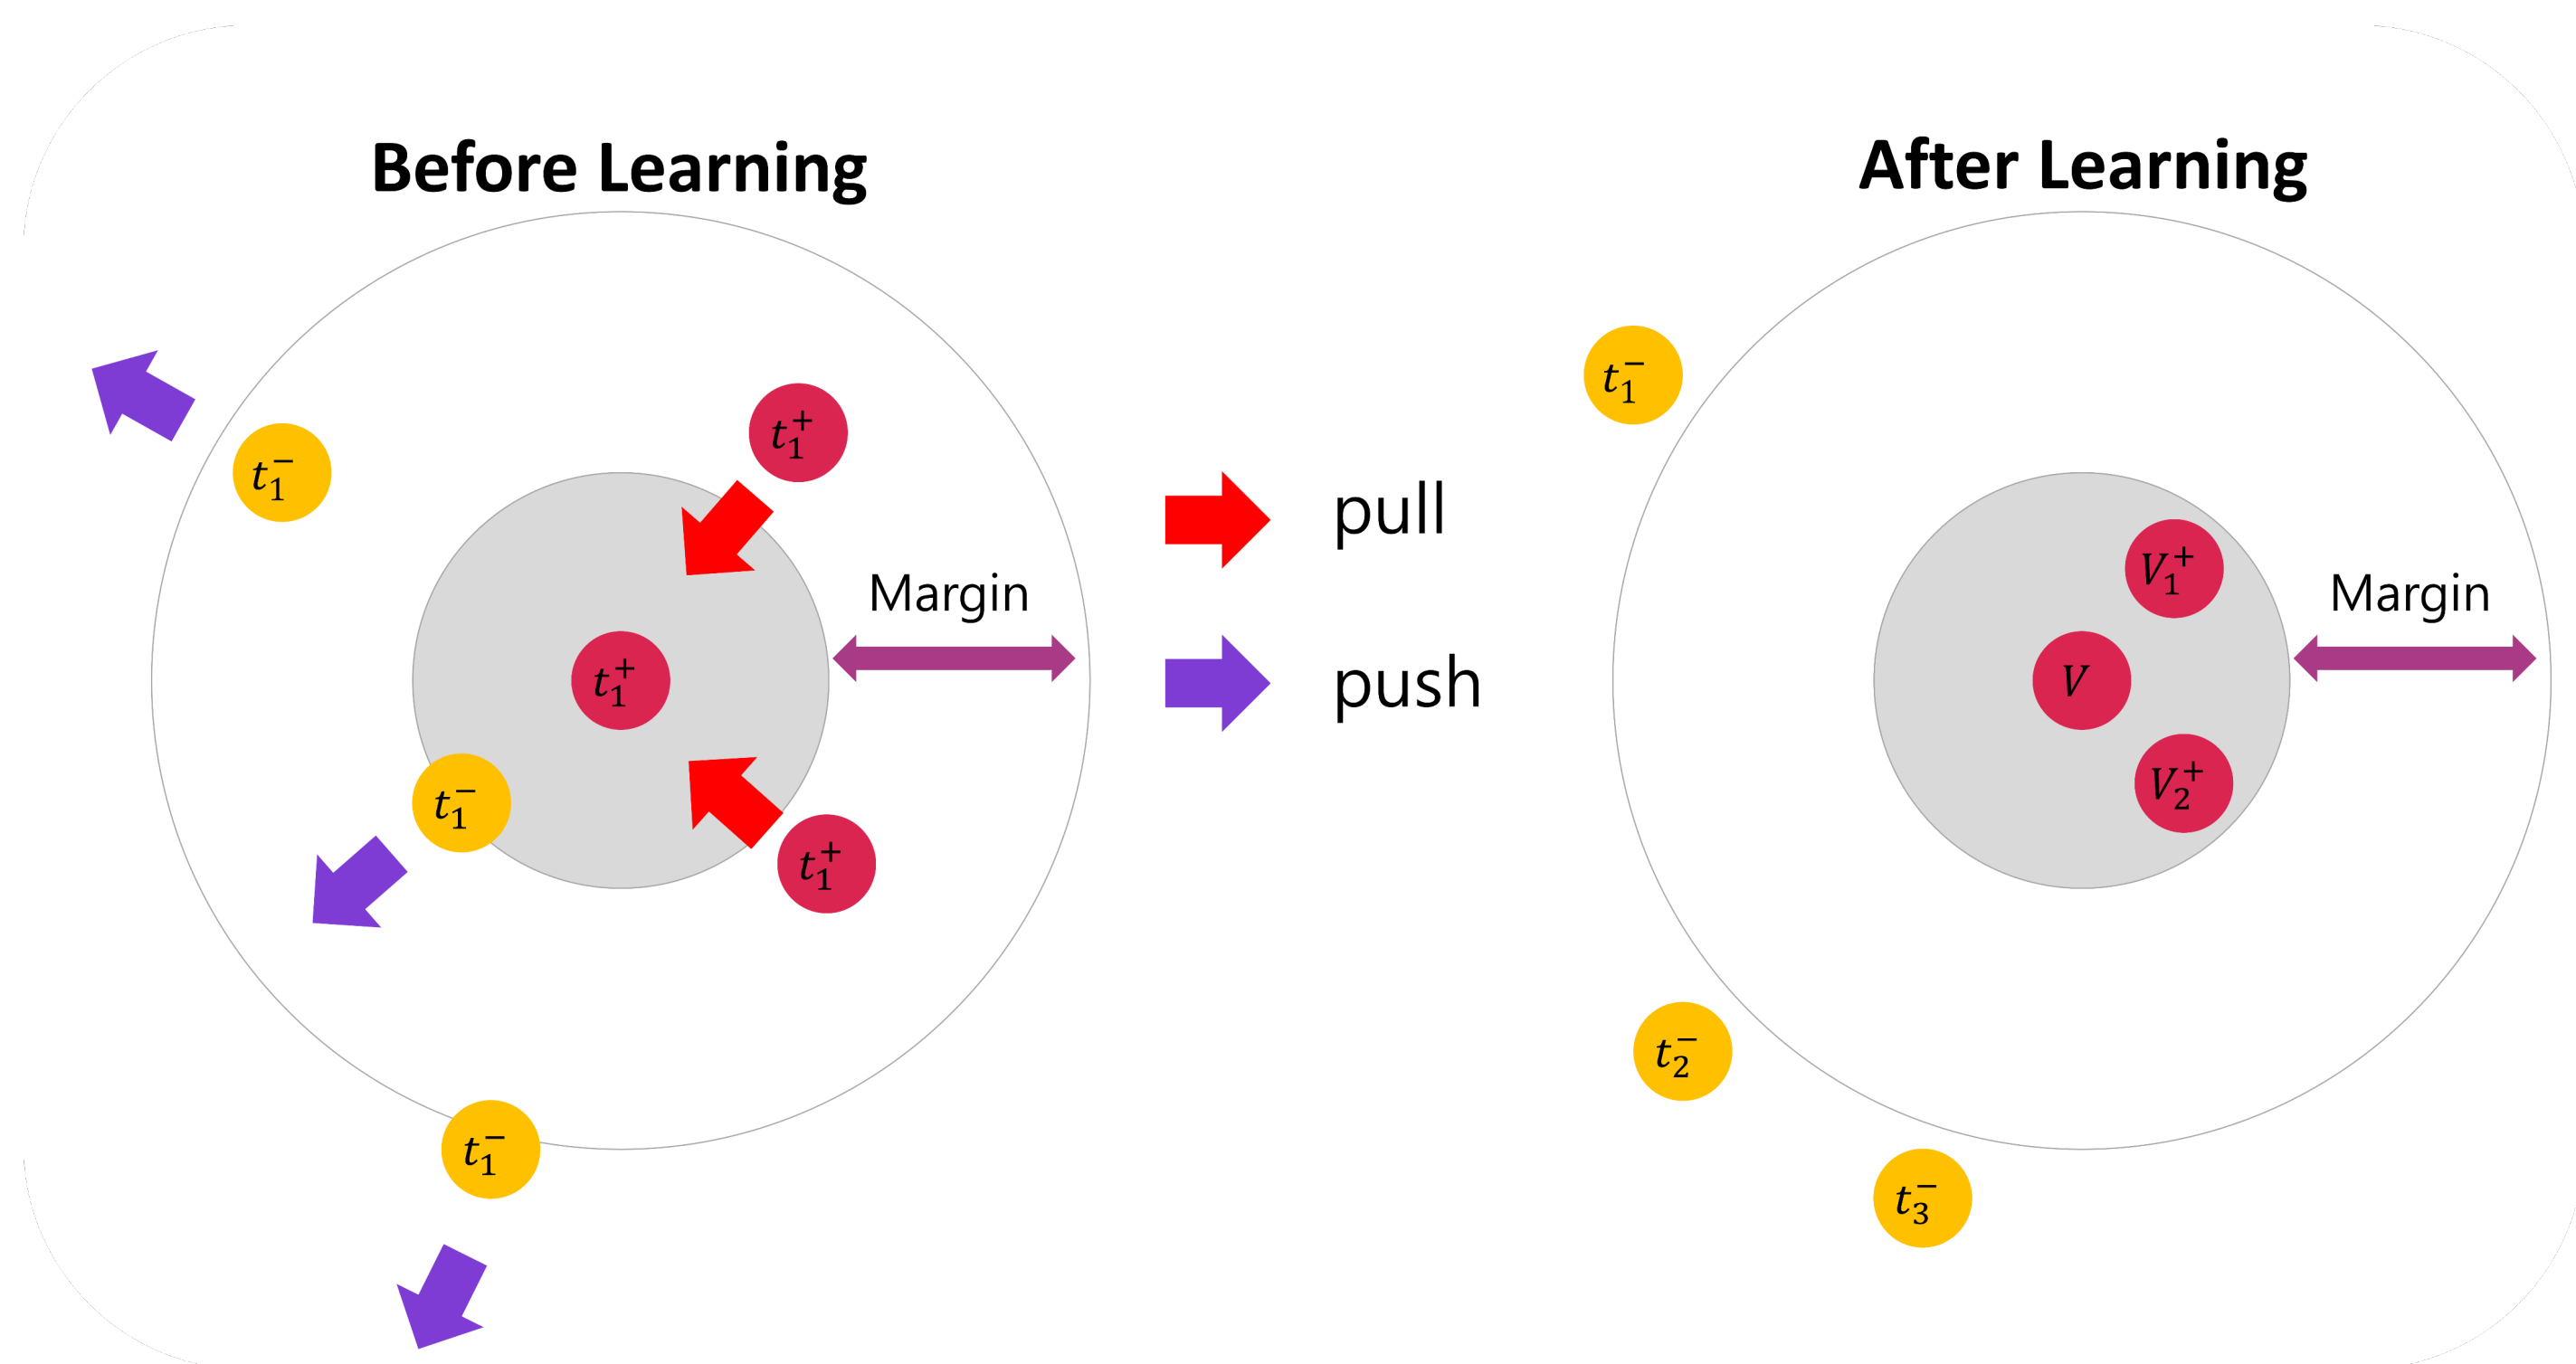 Before Learning
t₁⁻
t₁⁺
t₁⁺
t₁⁻
t₁⁺
t₁⁻
Margin
pull
push
After Learning
t₁⁻
V₁⁺
V
V₂⁺
Margin
t₂⁻
t₃⁻